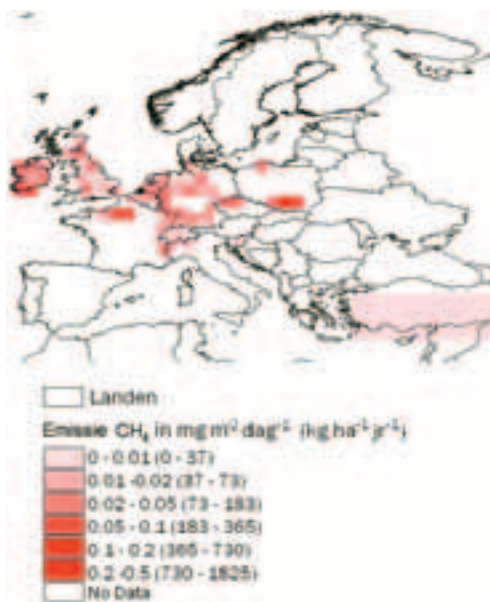 Landen
Emissie CH₄ in mg m⁻² dag⁻¹ (kg ha⁻¹ jr⁻¹)
0 - 0.01 (0 - 37)
0.01 -0.02 (37 - 73)
0.02 - 0.05 (73 - 183)
0.05 - 0.1 (183 - 365)
0.1 - 0.2 (365 - 730)
0.2 -0.5 (730 - 1825)
No Data